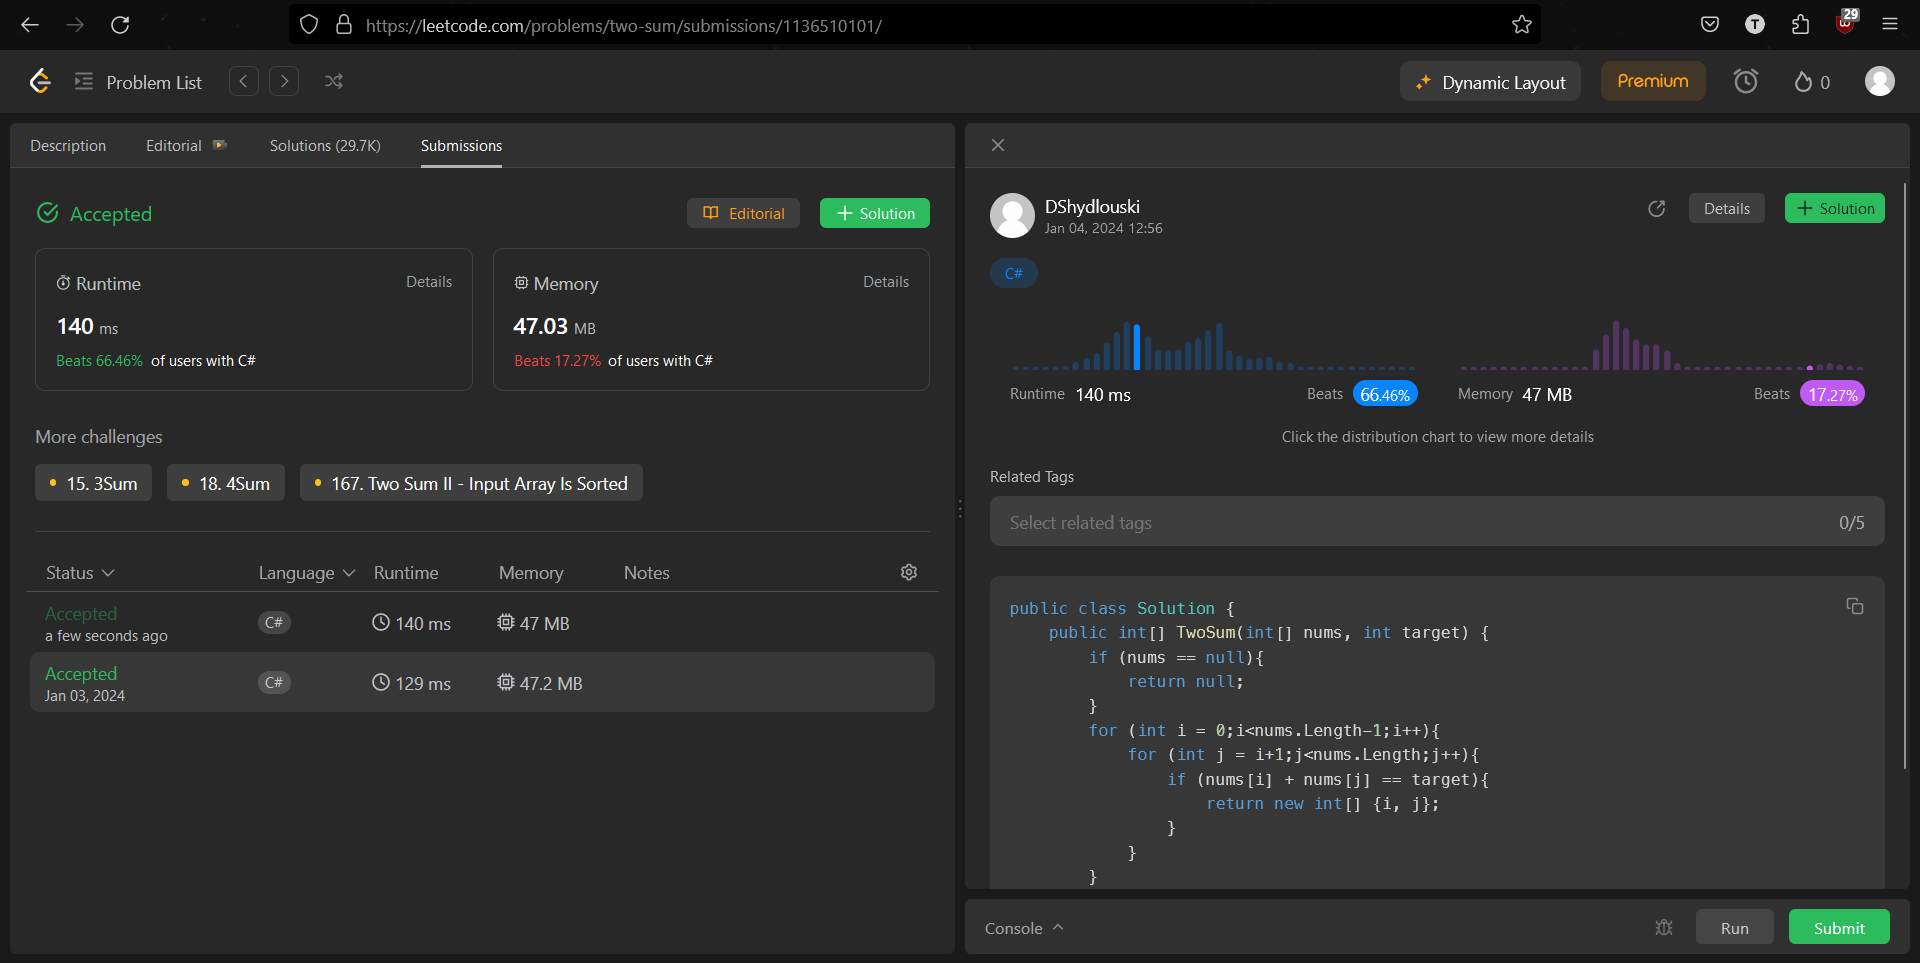 https://leetcode.com/problems/two-sum/submissions/1136510101/
T
29
Problem List
Dynamic Layout
Premium
0
Description
Editorial
Solutions (29.7K)
Submissions
Accepted
Editorial
Solution
Runtime
Details
140 ms
Beats 66.46% of users with C#
Memory
Details
47.03 MB
Beats 17.27% of users with C#
More challenges
15. 3Sum
18. 4Sum
167. Two Sum II - Input Array Is Sorted
Status Language Runtime Memory Notes
Accepted
a few seconds ago
C#
140 ms
47 MB
Accepted
Jan 03, 2024
C#
129 ms
47.2 MB
DShydlouski
Jan 04, 2024 12:56
Details
Solution
C#
Runtime 140 ms
Beats 66.46%
Memory 47 MB
Beats 17.27%
Click the distribution chart to view more details
Related Tags
Select related tags
0/5
public class Solution {
public int[] TwoSum(int[] nums, int target) {
if (nums == null){
return null;
}
for (int i = 0;i<nums.Length-1;i++){
for (int j = i+1;j<nums.Length;j++){
if (nums[i] + nums[j] == target){
return new int[] {i, j};
}
}
}
Console
Run
Submit